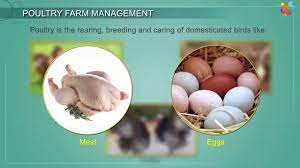 POULTRY FARM MANAGEMENT
Poultry is the rearing, breeding and caring of domesticated birds like
Meat
Eggs